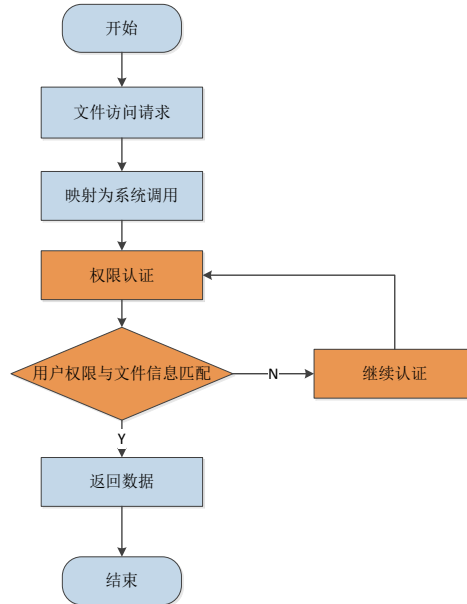 开始
文件访问请求
映射为系统调用
权限认证
用户权限与文件信息匹配
N
继续认证
Y
返回数据
结束